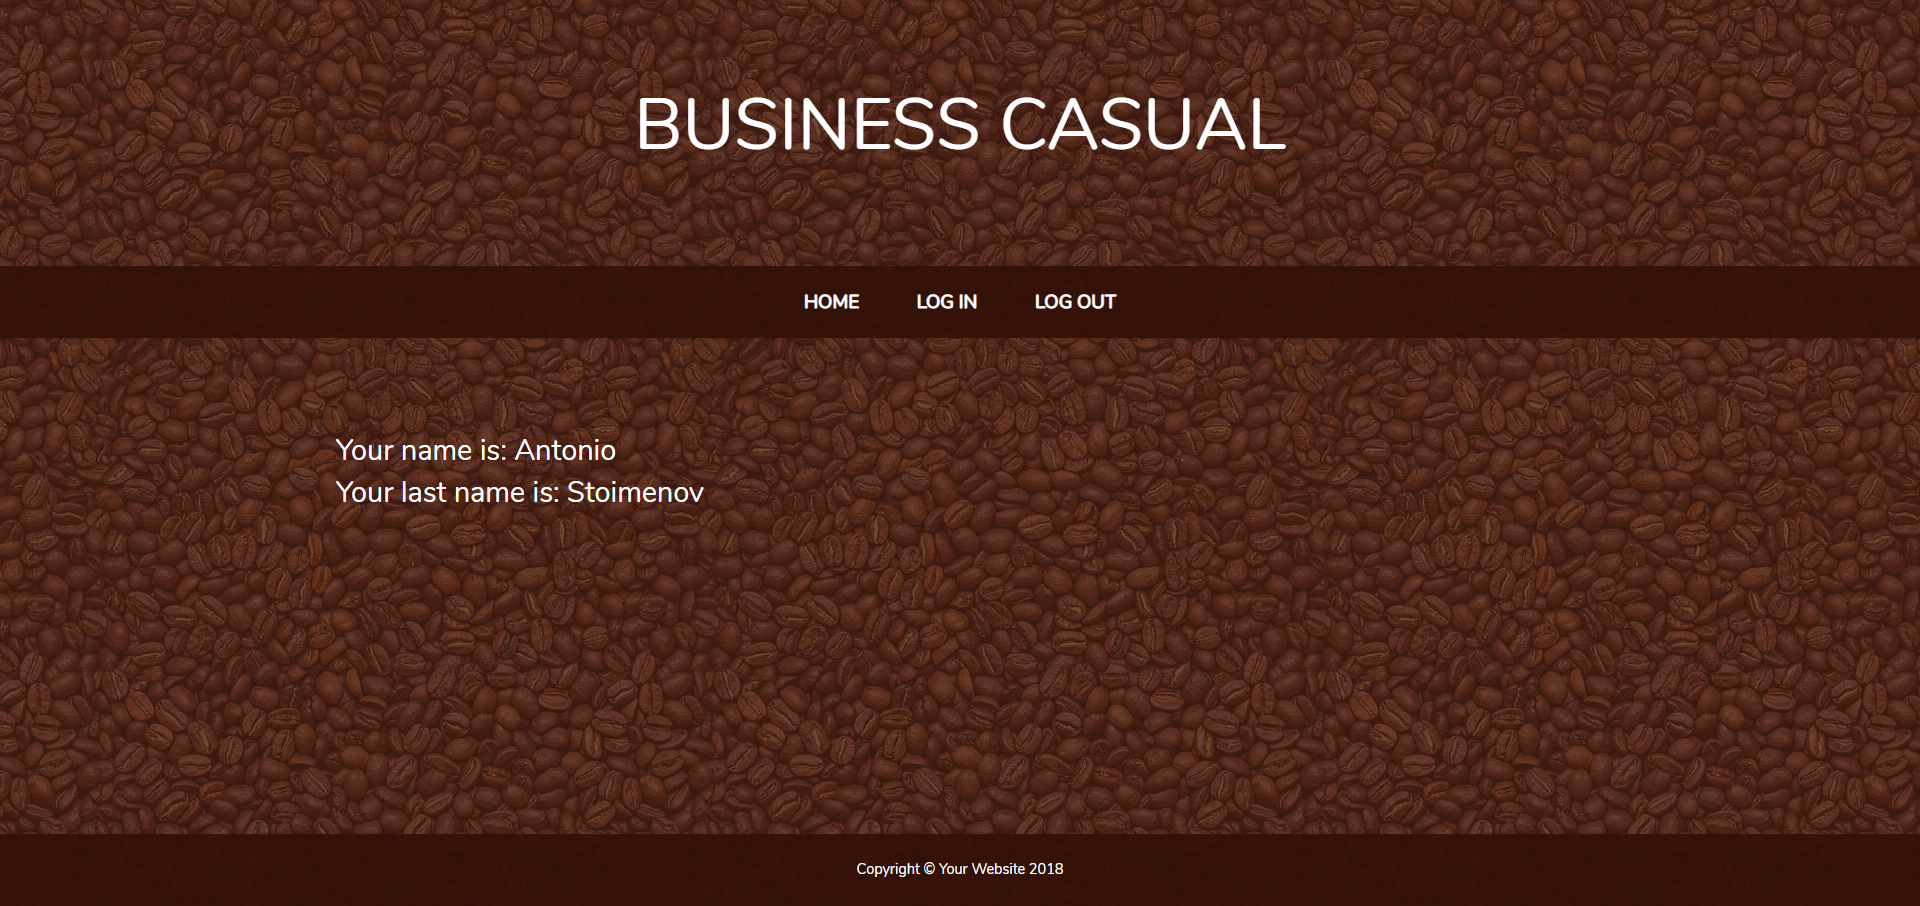 BUSINESS CASUAL
HOME LOG IN LOG OUT
Your name is: Antonio
Your last name is: Stoimenov
Copyright © Your Website 2018